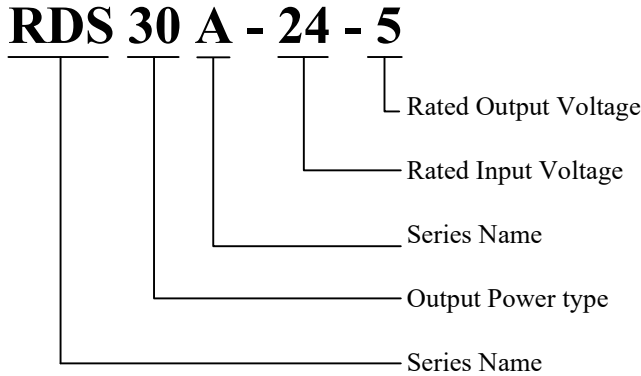 RDS 30 A - 24 - 5
Rated Output Voltage
Rated Input Voltage
Series Name
Output Power type
Series Name